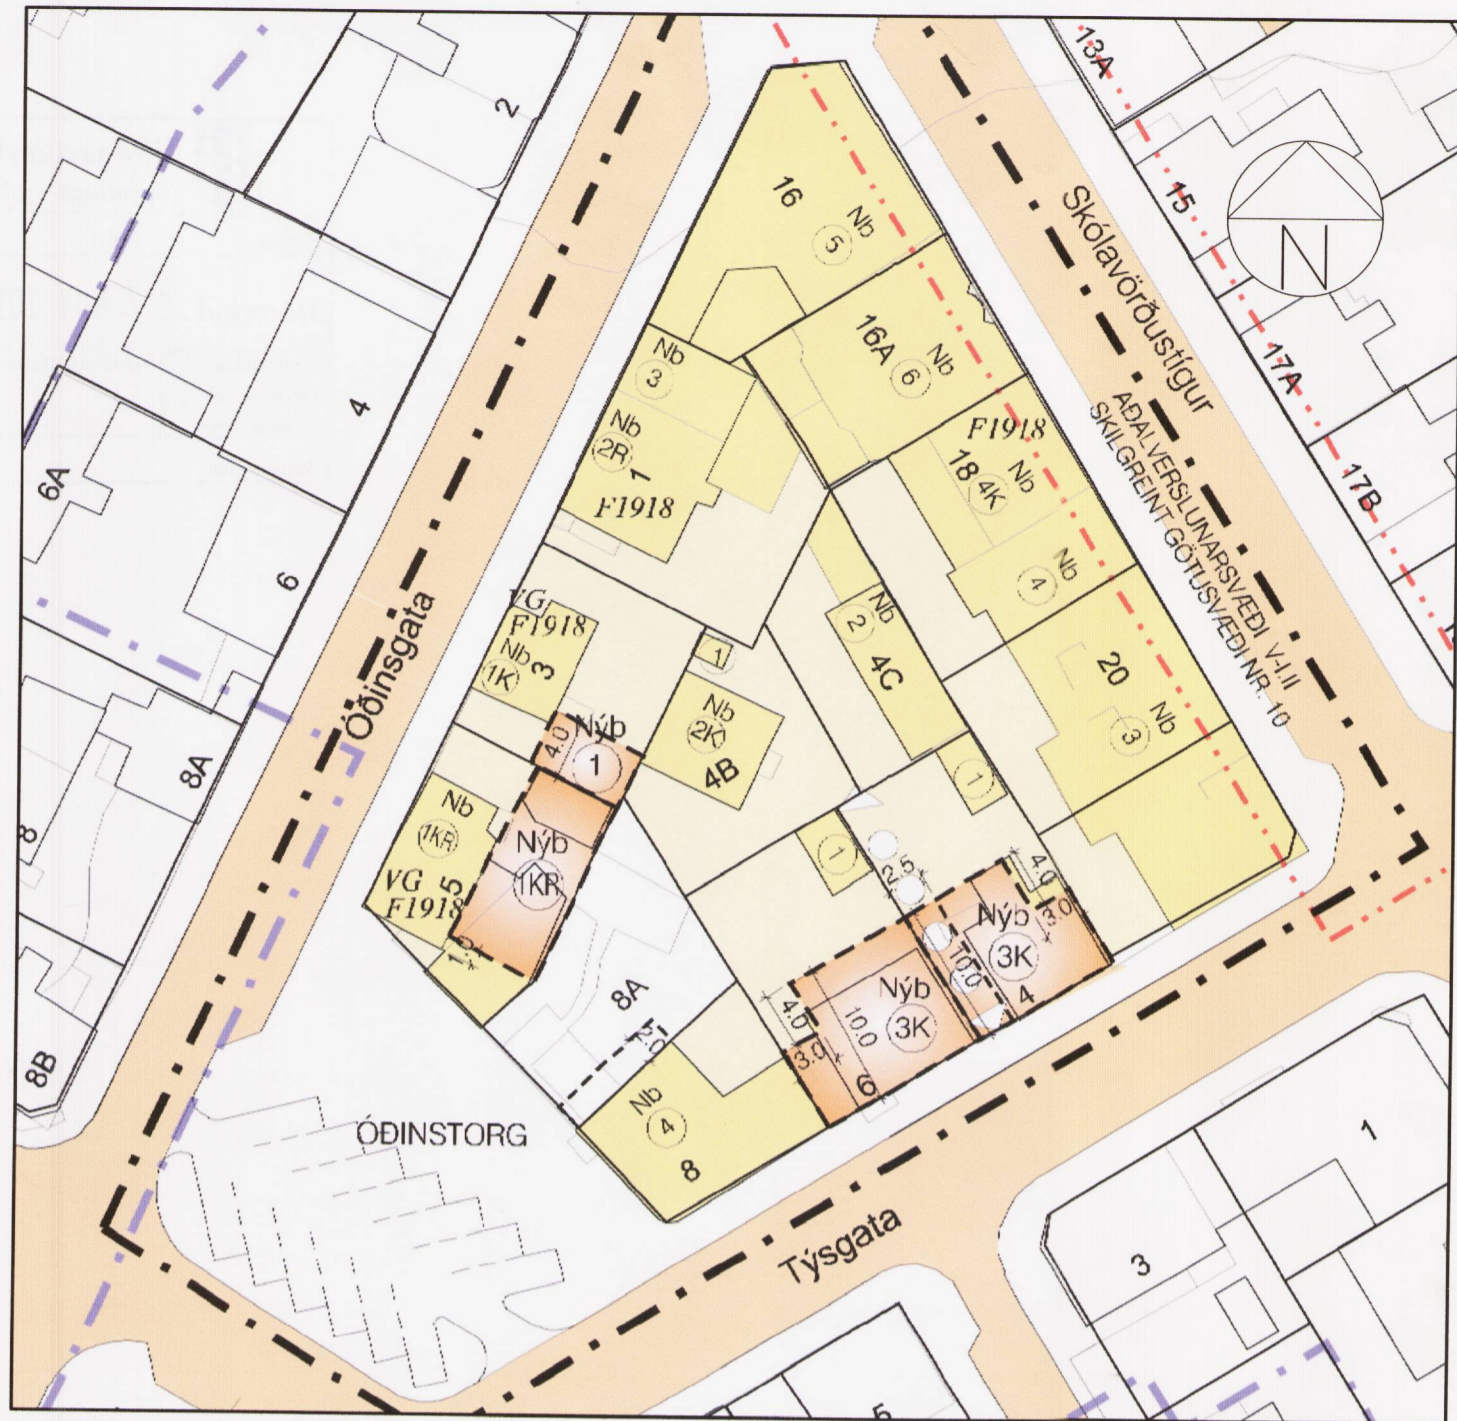 13A
2
16
Nb
5
15
Skólavörðustígur
N
Nb
3
16A
Nb
6
17A
4
Nb
2R
1
F1918
F1918
18
4K
Nb
AÐALVERSLUNARSVÆÐI V-I.II
SKILGREINT GÖTUSVÆÐI NR. 10
17B
6A
6
4
Nb
Óðinsgata
VG
F1918
Nb
1K
3
1
2
Nb
4C
20
3
Nb
Nb
2K
4B
Nýb
4.0
1
8A
8
Nb
1KR
VG
F1918
5
Nýb
1KR
1
1
2.5
4.0
3.0
Nýb
3K
10.0
4
8A
2.0
4.0
10.0
Nýb
3K
3.0
6
8B
ÓÐINSTORG
Nb
4
8
Týsgata
1
3
5